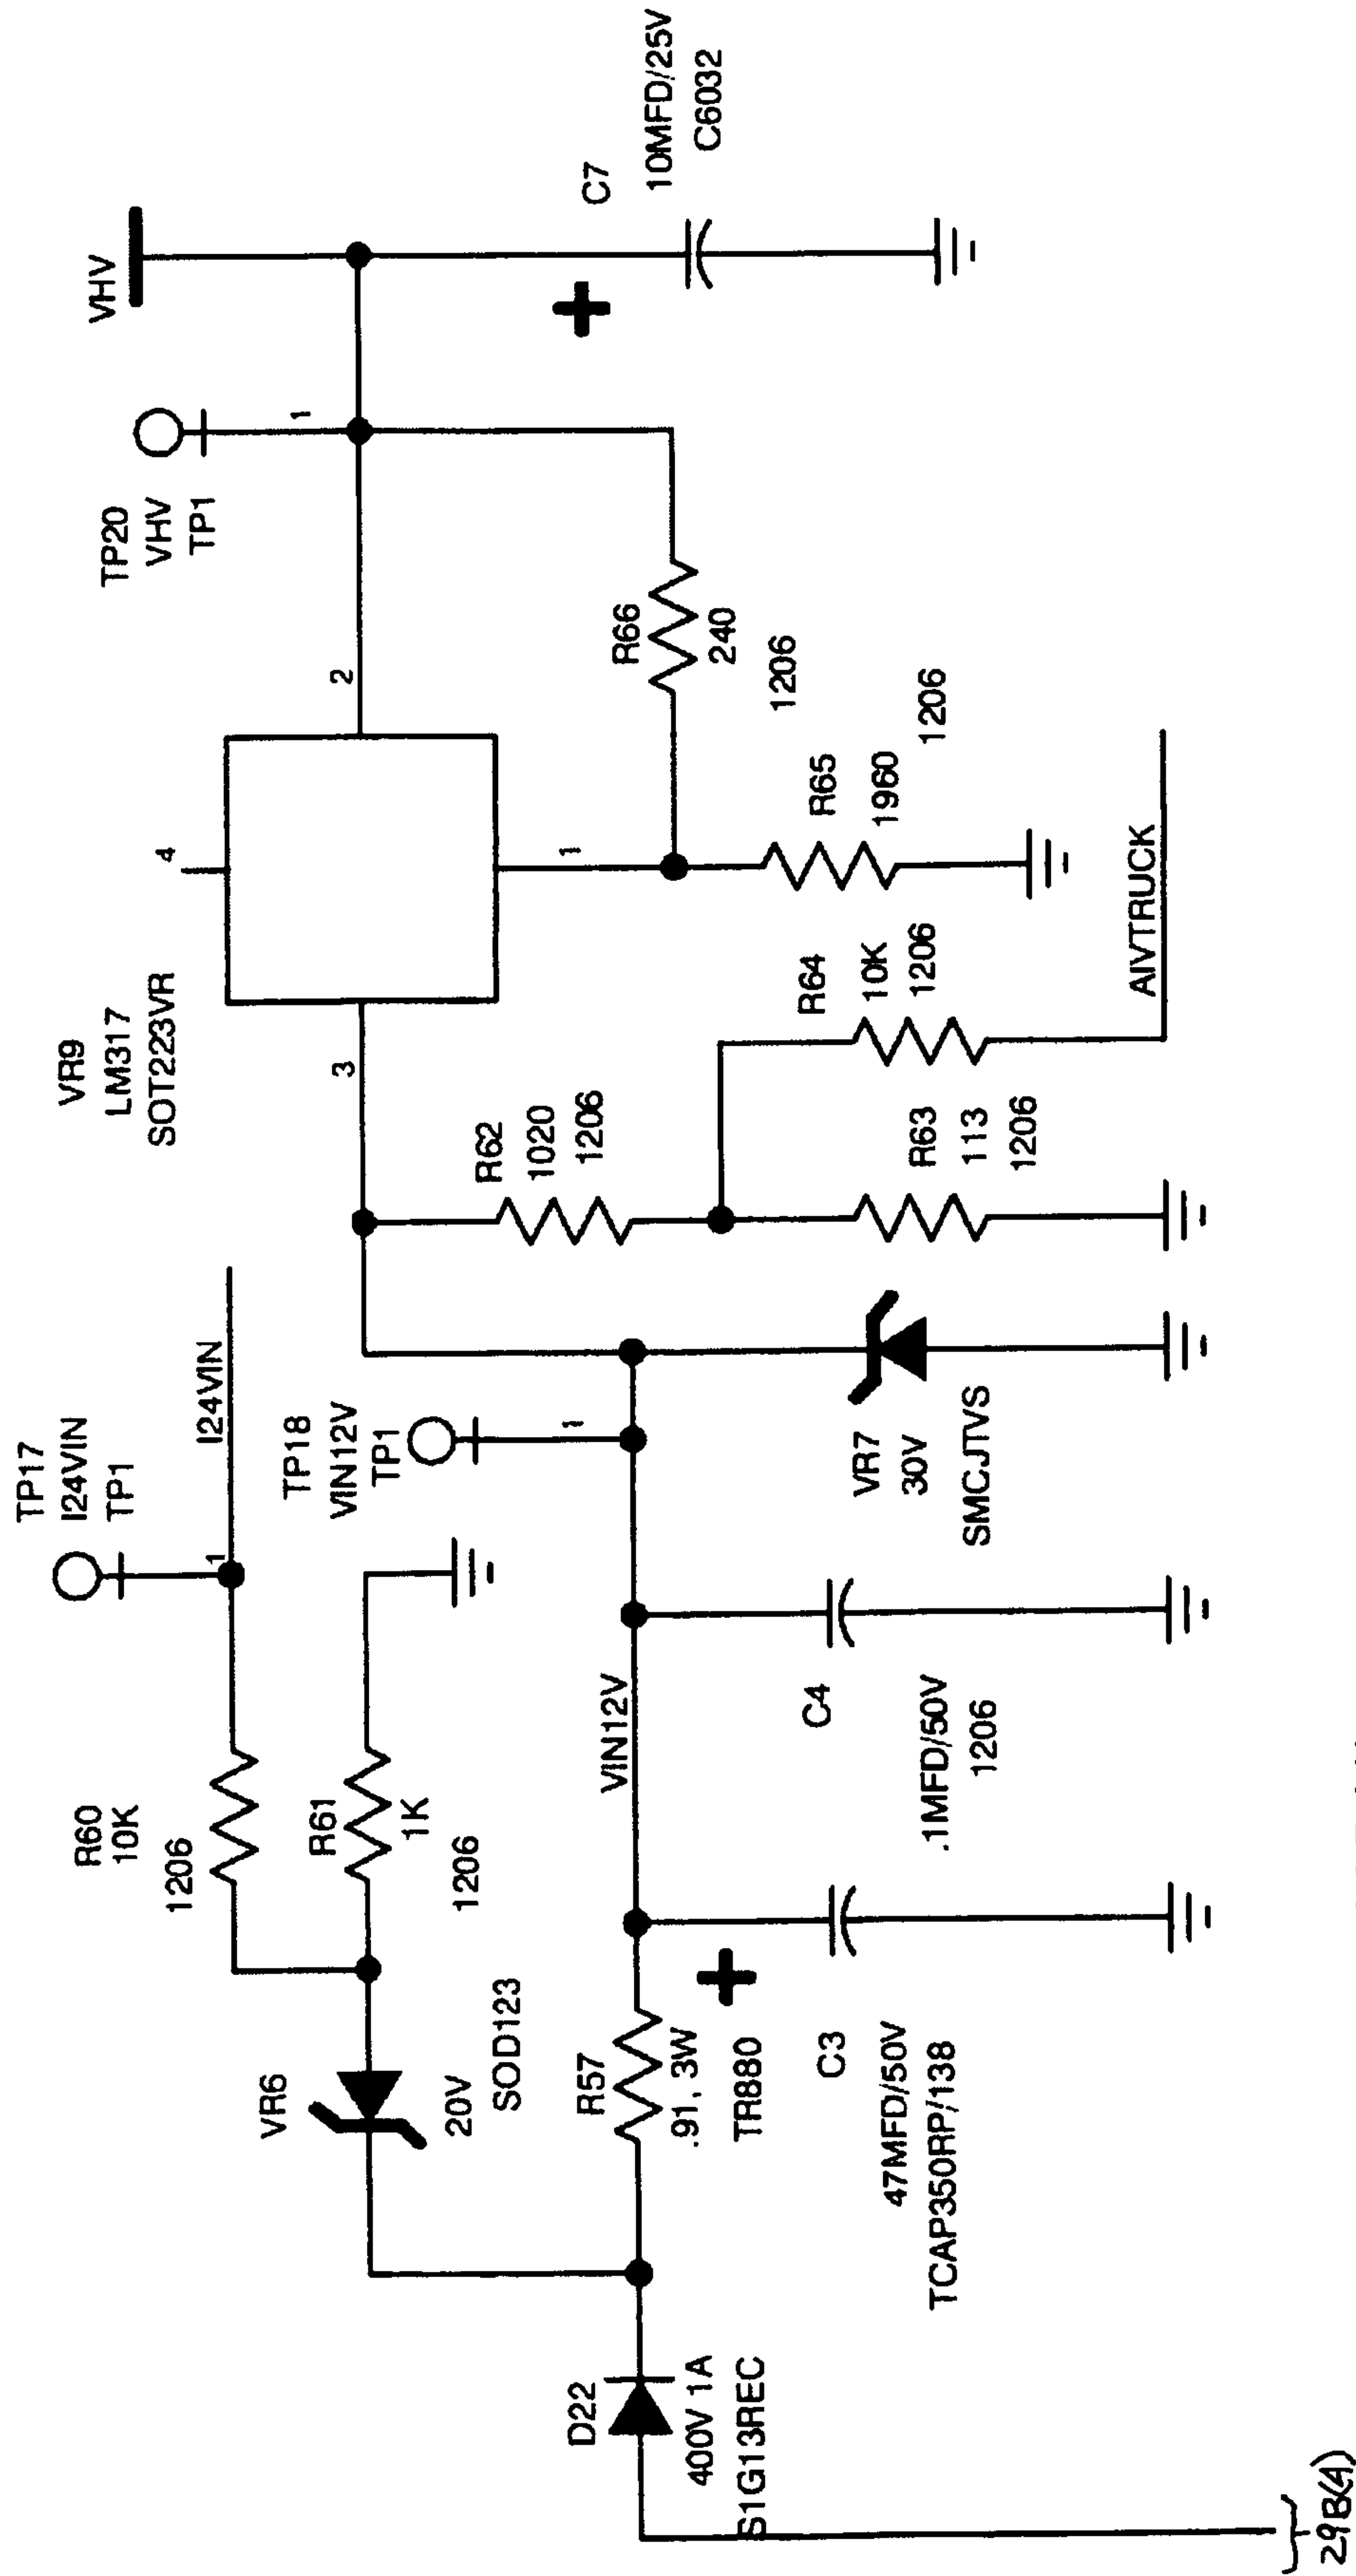 TP17
I24VIN
TP1
1
I24VIN
R60
10K
1206
R61
1K
1206
VR6
20V
SOD123
TP18
VIN12V
TP1
1
VIN12V
D22
400V 1A
S1G13REC
R57
.91, 3W
TR880
C3
47MFD/50V
TCAP350RP/138
C4
.1MFD/50V
1206
VR7
30V
SMCJTVS
VR9
LM317
SOT223VR
3
4
2
1
R62
1020
1206
R63
113
1206
R64
10K
1206
AIVTRUCK
R65
1960
1206
R66
240
1206
TP20
VHV
TP1
1
VHV
C7
10MFD/25V
C6032
29B(4)